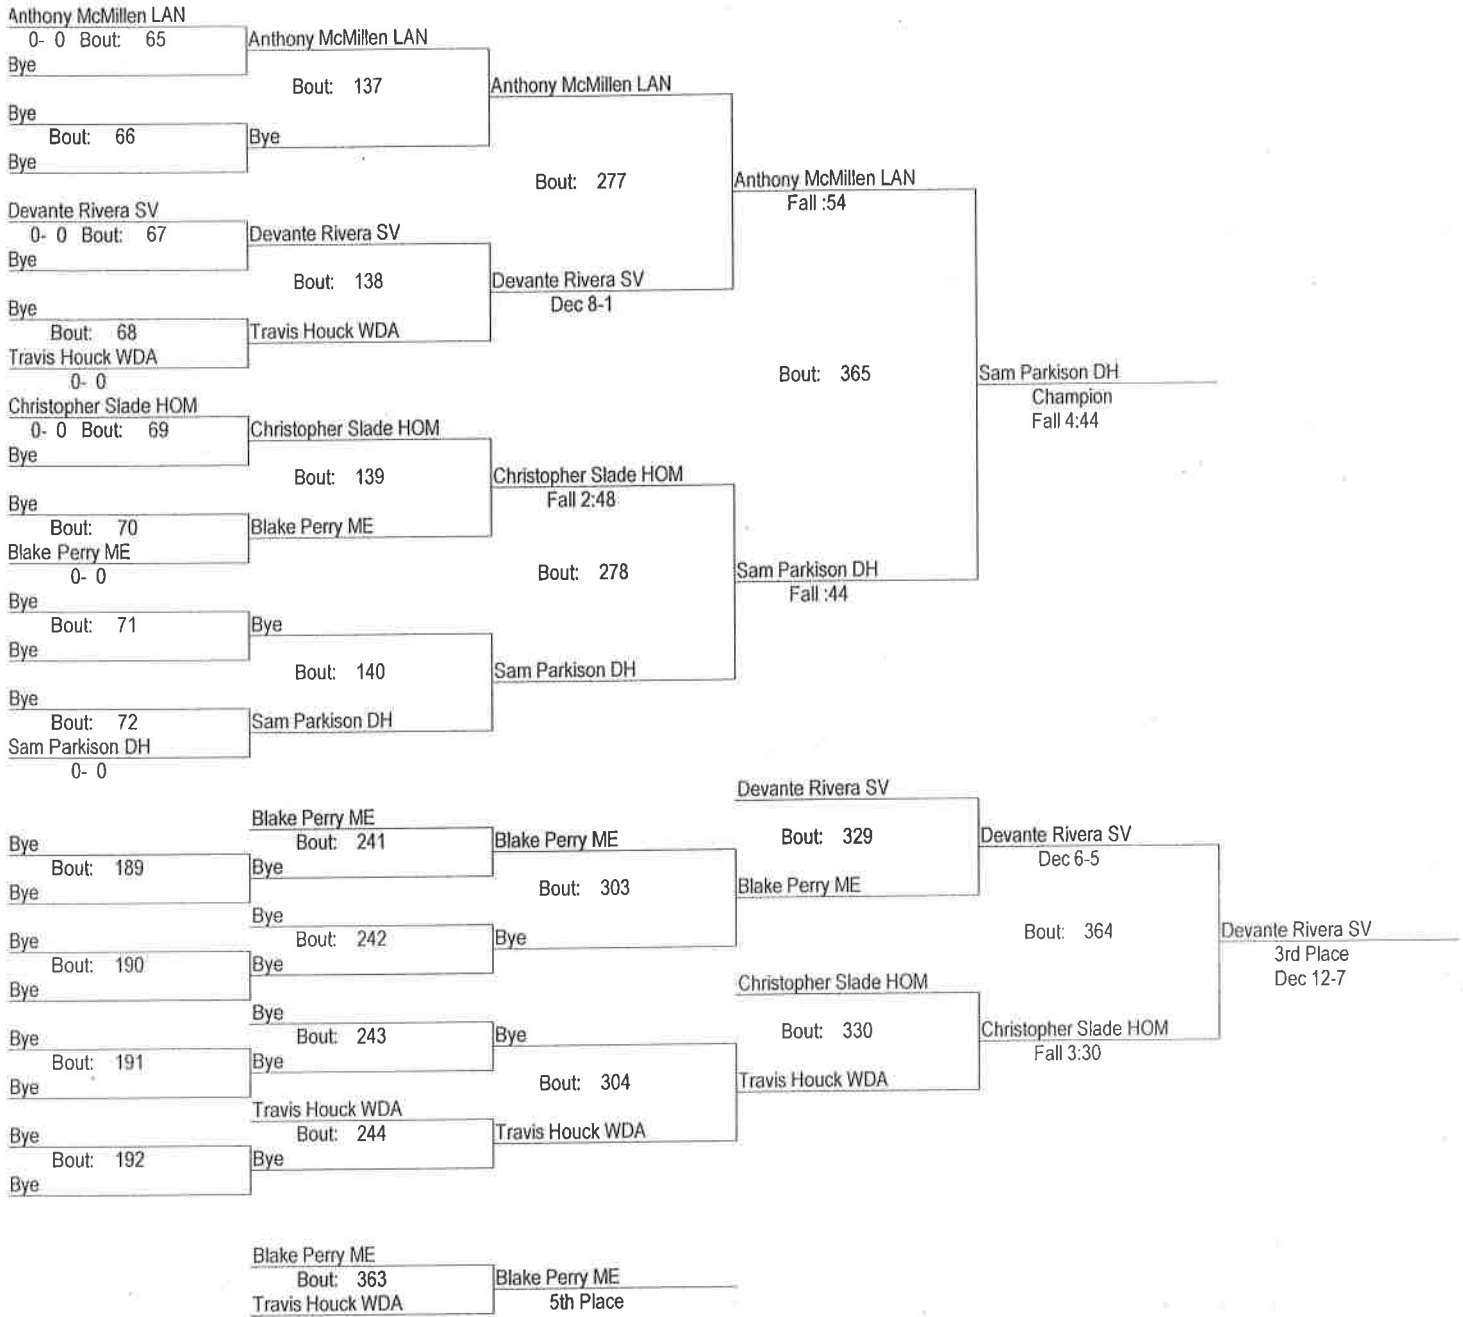 Anthony McMillen LAN
0- 0 Bout: 65
Bye
Bye
Bout: 66
Bye
Devante Rivera SV
0- 0 Bout: 67
Bye
Bye
Bout: 68
Travis Houck WDA
0- 0
Christopher Slade HOM
0- 0 Bout: 69
Bye
Bye
Bout: 70
Blake Perry ME
0- 0
Bye
Bout: 71
Bye
Bye
Bout: 72
Sam Parkison DH
0- 0
Anthony McMillen LAN
Bout: 137
Bye
Devante Rivera SV
Bout: 138
Travis Houck WDA
Christopher Slade HOM
Bout: 139
Blake Perry ME
Bye
Bout: 140
Sam Parkison DH
Anthony McMillen LAN
Bout: 277
Devante Rivera SV
Dec 8-1
Christopher Slade HOM
Fall 2:48
Bout: 278
Sam Parkison DH
Anthony McMillen LAN
Fall :54
Bout: 365
Sam Parkison DH
Fall :44
Sam Parkison DH
Champion
Fall 4:44
Bye
Bout: 189
Bye
Bye
Bout: 190
Bye
Bye
Bout: 191
Bye
Bye
Bout: 192
Bye
Blake Perry ME
Bout: 241
Bye
Bye
Bout: 242
Bye
Bye
Bout: 243
Bye
Travis Houck WDA
Bout: 244
Bye
Blake Perry ME
Bout: 303
Bye
Bye
Bout: 304
Travis Houck WDA
Devante Rivera SV
Bout: 329
Blake Perry ME
Christopher Slade HOM
Bout: 330
Travis Houck WDA
Devante Rivera SV
Dec 6-5
Bout: 364
Christopher Slade HOM
Fall 3:30
Devante Rivera SV
3rd Place
Dec 12-7
Blake Perry ME
Bout: 363
Travis Houck WDA
Blake Perry ME
5th Place